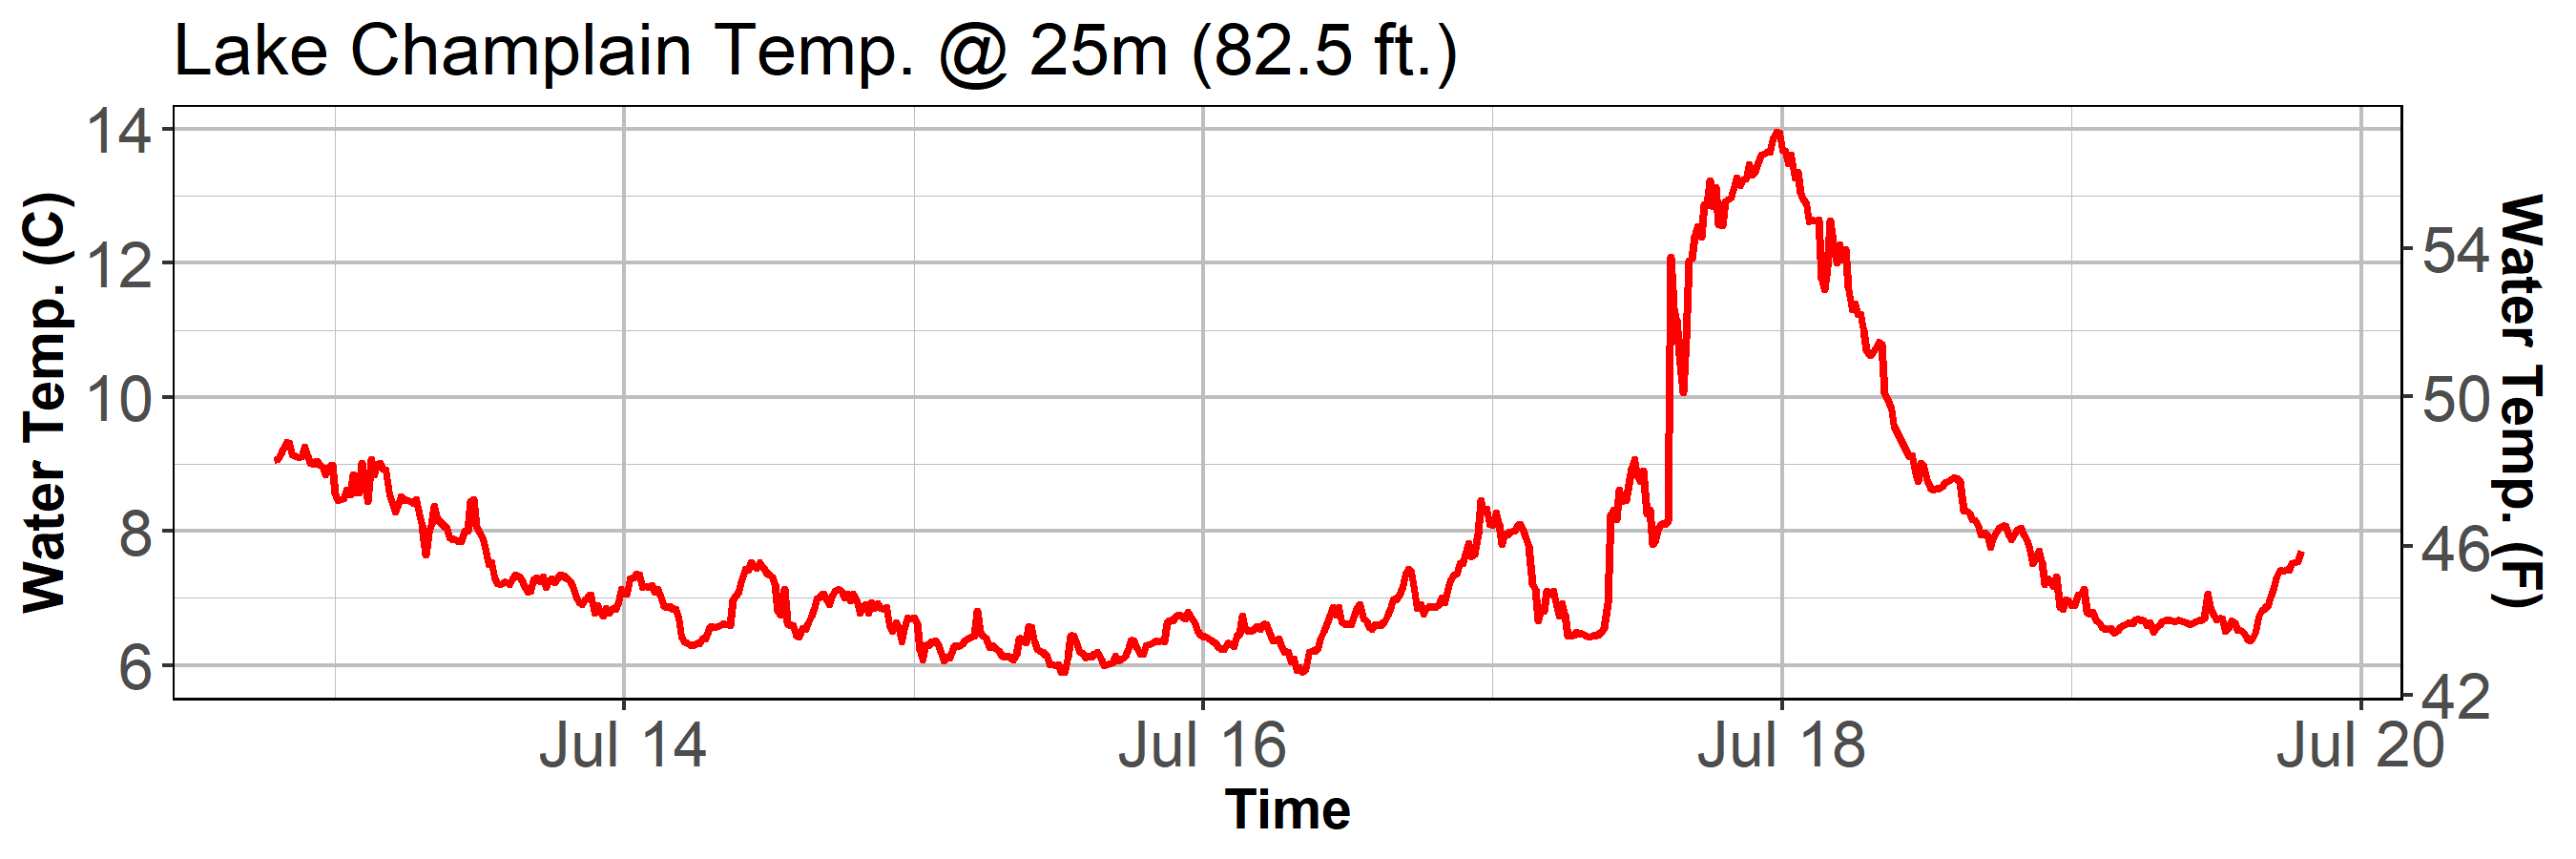 Lake Champlain Temp. @ 25m (82.5 ft.)
Water Temp. (C)
14
12
10
8
6
54
50
46
42
Water Temp. (F)
Jul 14 Jul 16 Jul 18 Jul 20
Time